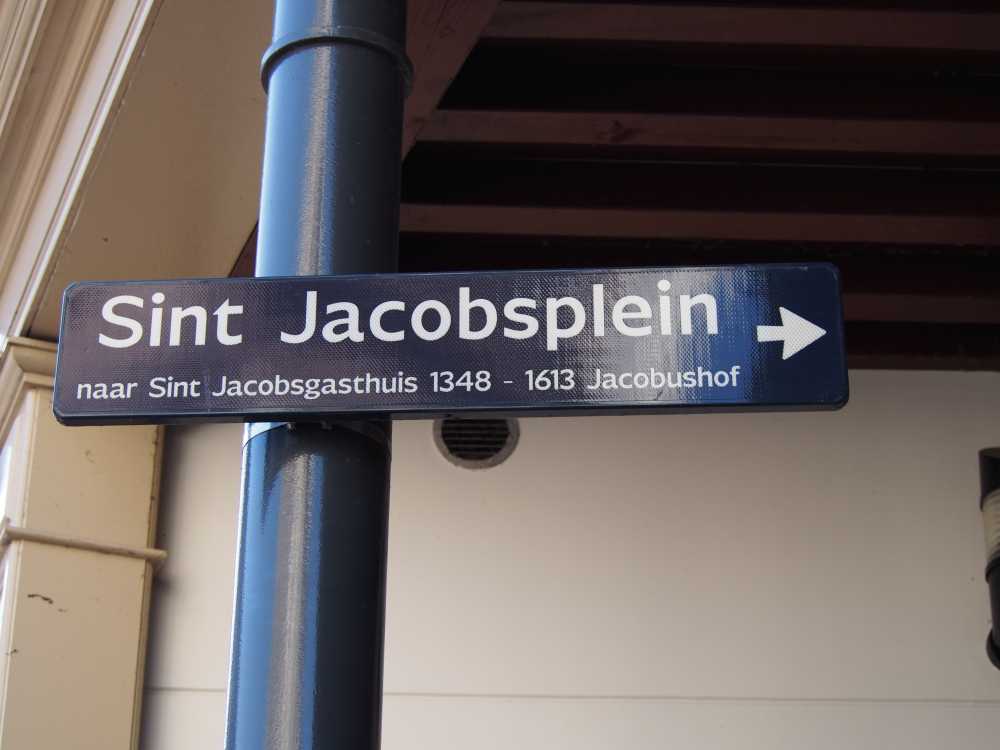 Sint Jacobsplein
naar Sint Jacobsgasthuis 1348 - 1613 Jacobushof